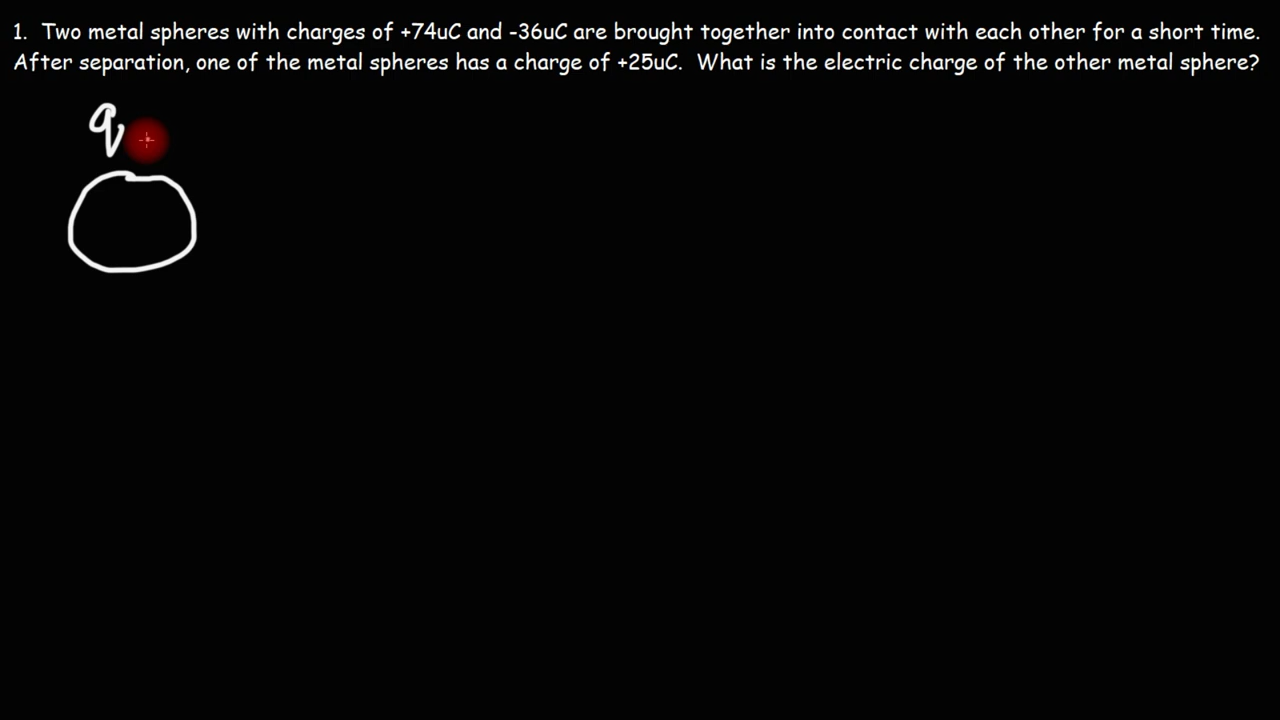 1. Two metal spheres with charges of +74uC and -36uC are brought together into contact with each other for a short time.
After separation, one of the metal spheres has a charge of +25uC. What is the electric charge of the other metal sphere?
q